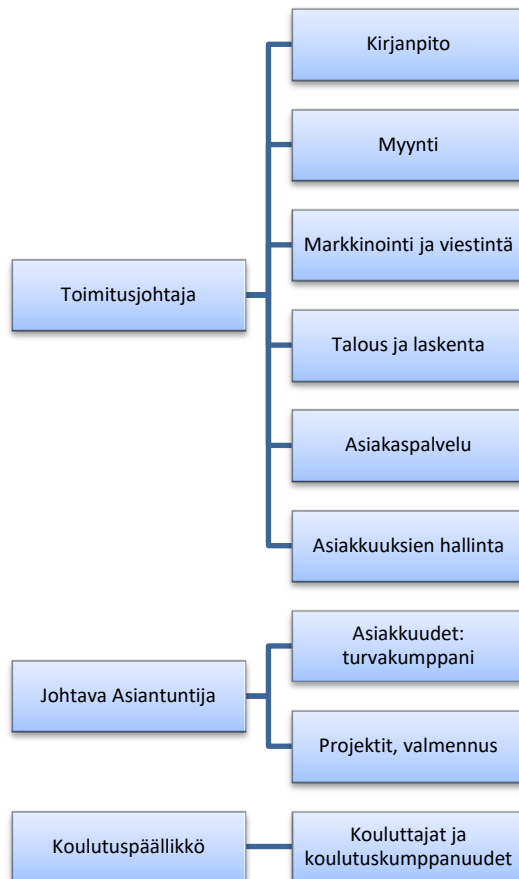 Toimitusjohtaja
Kirjanpito
Myynti
Markkinointi ja viestintä
Talous ja laskenta
Asiakaspalvelu
Asiakkuuksien hallinta
Johtava Asiantuntija
Asiakkuudet:
turvakumppani
Projektit, valmennus
Koulutuspäällikkö
Kouluttajat ja
koulutuskumppanuudet